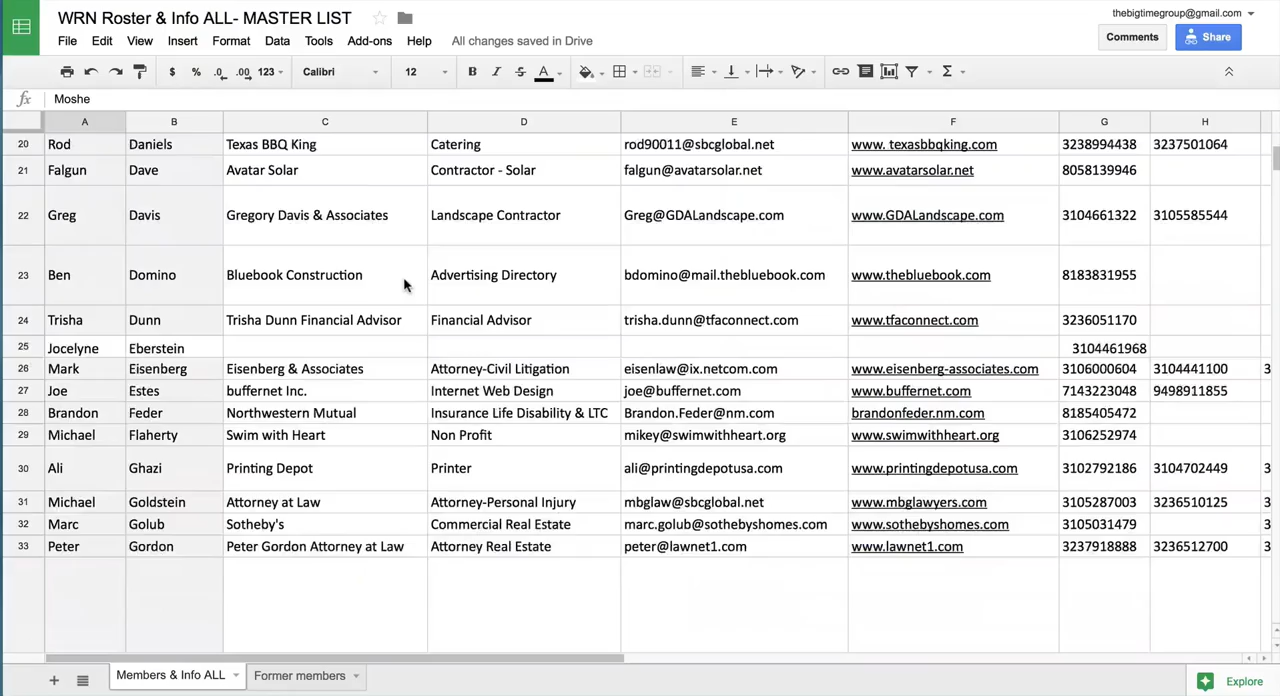 WRN Roster & Info ALL- MASTER LIST
thebigtimegroup@gmail.com
File Edit View Insert Format Data Tools Add-ons Help All changes saved in Drive
Comments Share
$ % .0 .00 123 Calibri 12 B I S A Σ
fx Moshe
A B C D E F G H
20 Rod Daniels Texas BBQ King Catering rod90011@sbcglobal.net www. texasbbqking.com 3238994438 3237501064
21 Falgun Dave Avatar Solar Contractor - Solar falgun@avatarsolar.net www.avatarsolar.net 8058139946
22 Greg Davis Gregory Davis & Associates Landscape Contractor Greg@GDALandscape.com www.GDALandscape.com 3104661322 3105585544
23 Ben Domino Bluebook Construction Advertising Directory bdomino@mail.thebluebook.com www.thebluebook.com 8183831955
24 Trisha Dunn Trisha Dunn Financial Advisor Financial Advisor trisha.dunn@tfaconnect.com www.tfaconnect.com 3236051170
25 Jocelyne Eberstein 3104461968
26 Mark Eisenberg Eisenberg & Associates Attorney-Civil Litigation eisenlaw@ix.netcom.com www.eisenberg-associates.com 3106000604 3104441100 3
27 Joe Estes buffernet Inc. Internet Web Design joe@buffernet.com www.buffernet.com 7143223048 9498911855
28 Brandon Feder Northwestern Mutual Insurance Life Disability & LTC Brandon.Feder@nm.com brandonfeder.nm.com 8185405472
29 Michael Flaherty Swim with Heart Non Profit mikey@swimwithheart.org www.swimwithheart.org 3106252974
30 Ali Ghazi Printing Depot Printer ali@printingdepotusa.com www.printingdepotusa.com 3102792186 3104702449 3
31 Michael Goldstein Attorney at Law Attorney-Personal Injury mbglaw@sbcglobal.net www.mbglawyers.com 3105287003 3236510125 3
32 Marc Golub Sotheby's Commercial Real Estate marc.golub@sothebyshomes.com www.sothebyshomes.com 3105031479 3
33 Peter Gordon Peter Gordon Attorney at Law Attorney Real Estate peter@lawnet1.com www.lawnet1.com 3237918888 3236512700 3
Members & Info ALL Former members Explore